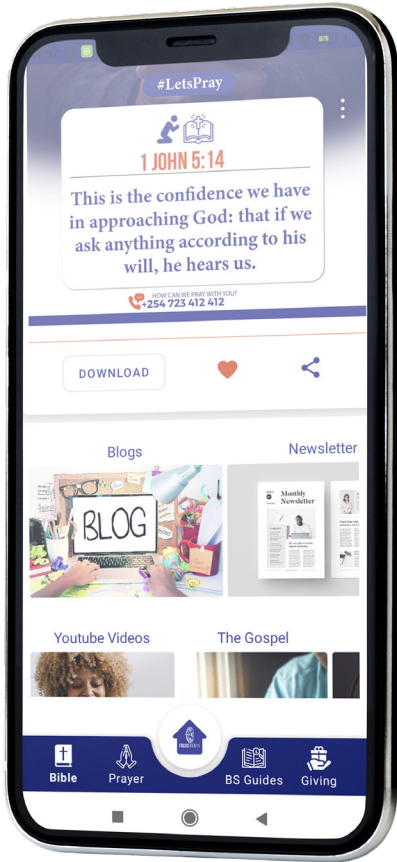 #LetsPray
1 JOHN 5:14
This is the confidence we have
in approaching God: that if we
ask anything according to his
will, he hears us.
HOW CAN WE PRAY WITH YOU?
+254 723 412 412
DOWNLOAD
Blogs
Newsletter
BLOG
Monthly
Newsletter
Youtube Videos
The Gospel
FOCUS KENYA
Bible
Prayer
BS Guides
Giving